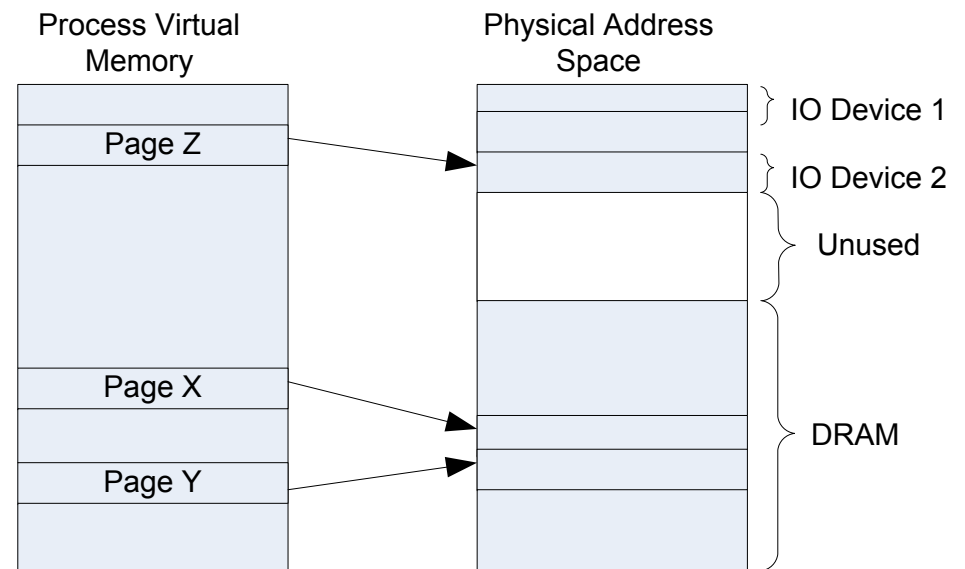 Process Virtual
Memory
Physical Address
Space
IO Device 1
Page Z
IO Device 2
Unused
Page X
DRAM
Page Y